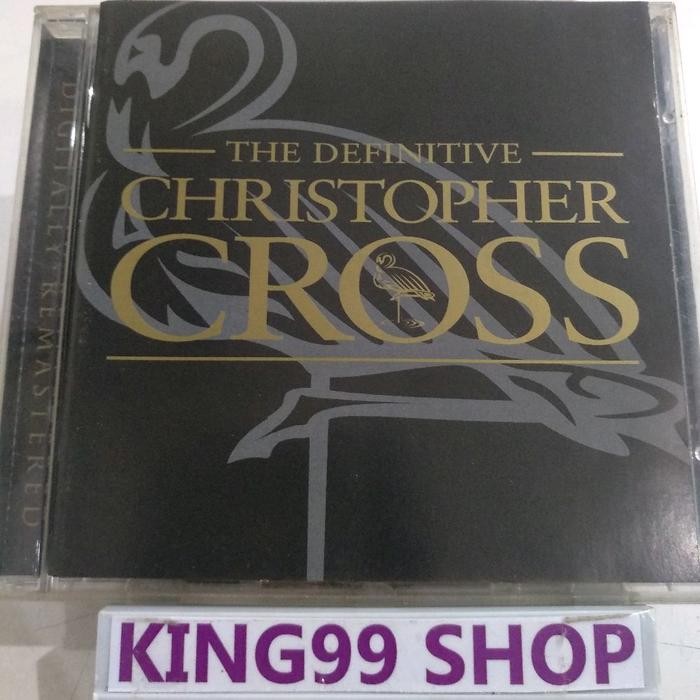 THE DEFINITIVE
CHRISTOPHER
CROSS
DIGITALLY REMASTERED
KING99 SHOP